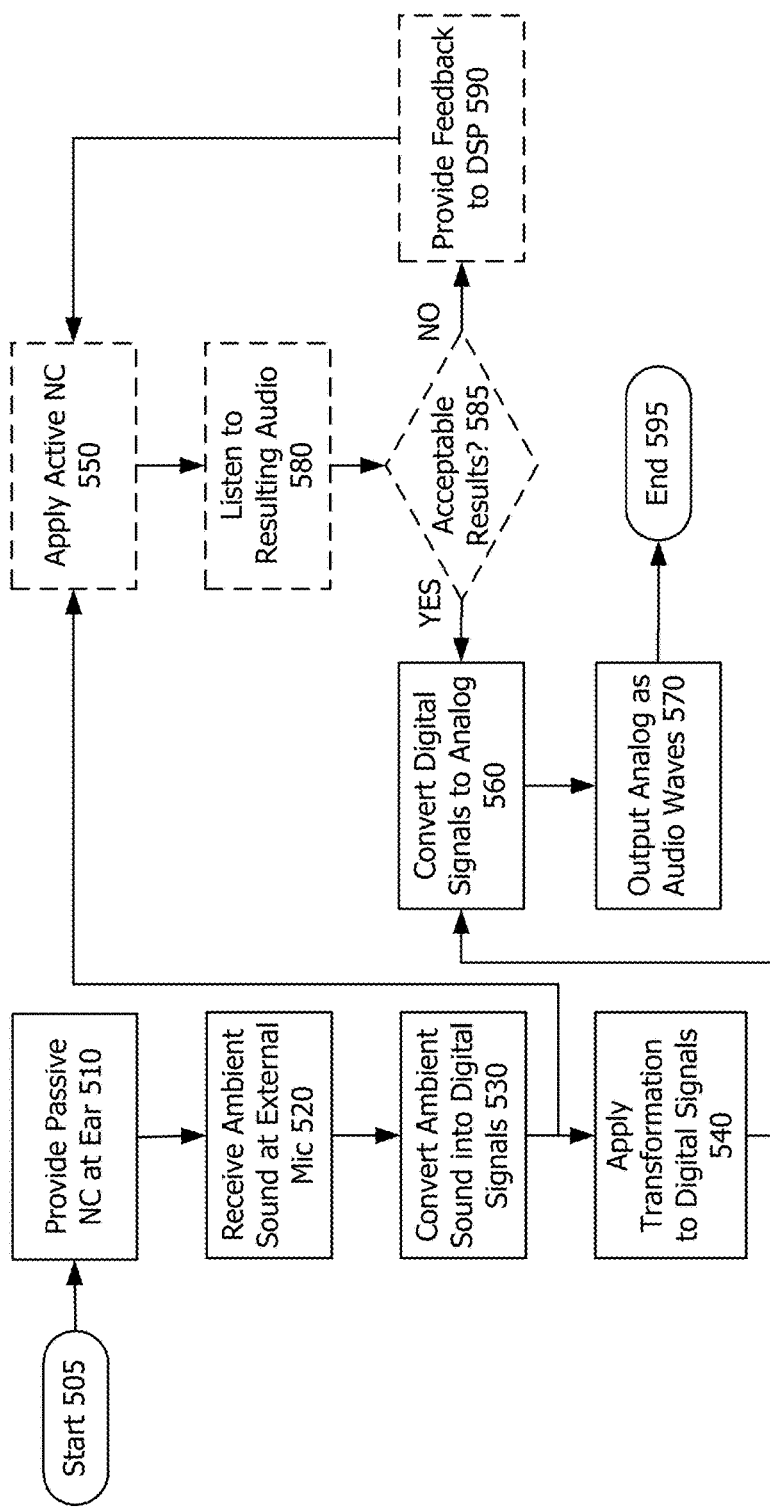 Start 505
Provide Passive
NC at Ear 510
Receive Ambient
Sound at External
Mic 520
Convert Ambient
Sound into Digital
Signals 530
Apply
Transformation
to Digital Signals
540
Apply Active NC
550
Listen to
Resulting Audio
580
Acceptable
Results? 585
YES
NO
Provide Feedback
to DSP 590
Convert Digital
Signals to Analog
560
Output Analog as
Audio Waves 570
End 595